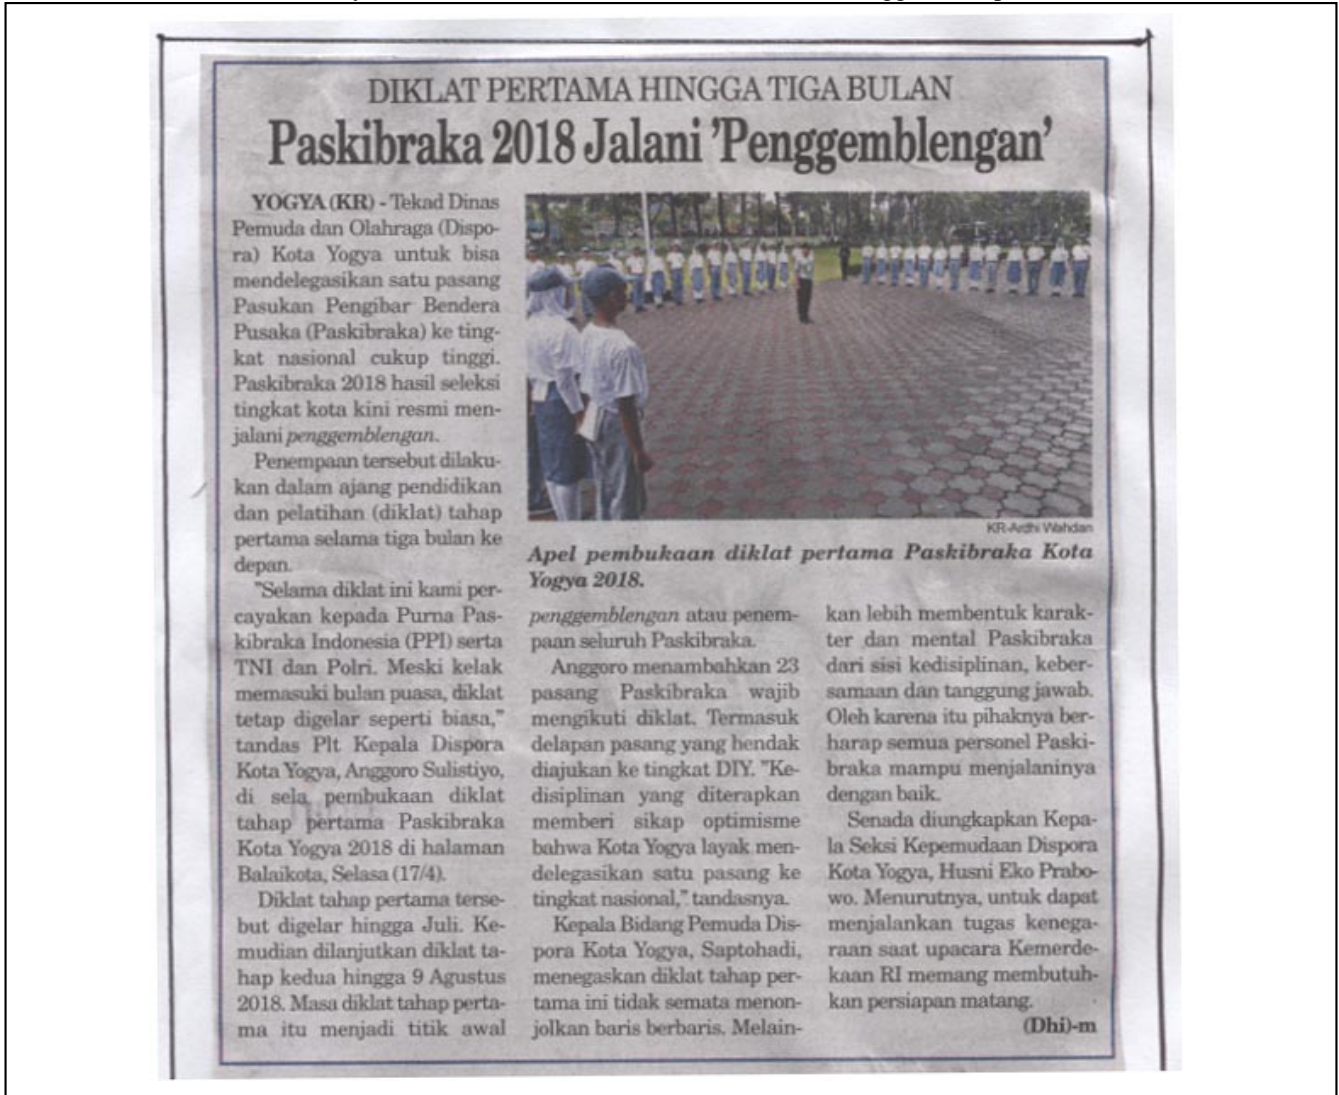 DIKLAT PERTAMA HINGGA TIGA BULAN
Paskibraka 2018 Jalani 'Penggemblengan'
YOGYA (KR) - Tekad Dinas
Pemuda dan Olahraga (Dispo-
ra) Kota Yogya untuk bisa
mendelegasikan satu pasang
Pasukan Pengibar Bendera
Pusaka (Paskibraka) ke ting-
kat nasional cukup tinggi.
Paskibraka 2018 hasil seleksi
tingkat kota kini resmi men-
jalani penggemblengan.
Penempaan tersebut dilaku-
kan dalam ajang pendidikan
dan pelatihan (diklat) tahap
pertama selama tiga bulan ke
depan.
"Selama diklat ini kami per-
cayakan kepada Purna Pas-
kibraka Indonesia (PPI) serta
TNI dan Polri. Meski kelak
memasuki bulan puasa, diklat
tetap digelar seperti biasa,"
tandas Plt Kepala Dispora
Kota Yogya, Anggoro Sulistiyo,
di sela pembukaan diklat
tahap pertama Paskibraka
Kota Yogya 2018 di halaman
Balaikota, Selasa (17/4).
Diklat tahap pertama terse-
but digelar hingga Juli. Ke-
mudian dilanjutkan diklat ta-
hap kedua hingga 9 Agustus
2018. Masa diklat tahap perta-
ma itu menjadi titik awal
KR-Ardhi Wahdan
Apel pembukaan diklat pertama Paskibraka Kota
Yogya 2018.
penggemblengan atau penem-
paan seluruh Paskibraka.
Anggoro menambahkan 23
pasang Paskibraka wajib
mengikuti diklat. Termasuk
delapan pasang yang hendak
diajukan ke tingkat DIY. "Ke-
disiplinan yang diterapkan
memberi sikap optimisme
bahwa Kota Yogya layak men-
delegasikan satu pasang ke
tingkat nasional," tandasnya.
Kepala Bidang Pemuda Dis-
pora Kota Yogya, Saptohadi,
menegaskan diklat tahap per-
tama ini tidak semata menon-
jolkan baris berbaris. Melain-
kan lebih membentuk karak-
ter dan mental Paskibraka
dari sisi kedisiplinan, keber-
samaan dan tanggung jawab.
Oleh karena itu pihaknya ber-
harap semua personel Paski-
braka mampu menjalaninya
dengan baik.
Senada diungkapkan Kepa-
la Seksi Kepemudaan Dispora
Kota Yogya, Husni Eko Prabo-
wo. Menurutnya, untuk dapat
menjalankan tugas kenega-
raan saat upacara Kemerde-
kaan RI memang membutuh-
kan persiapan matang.
(Dhi)-m